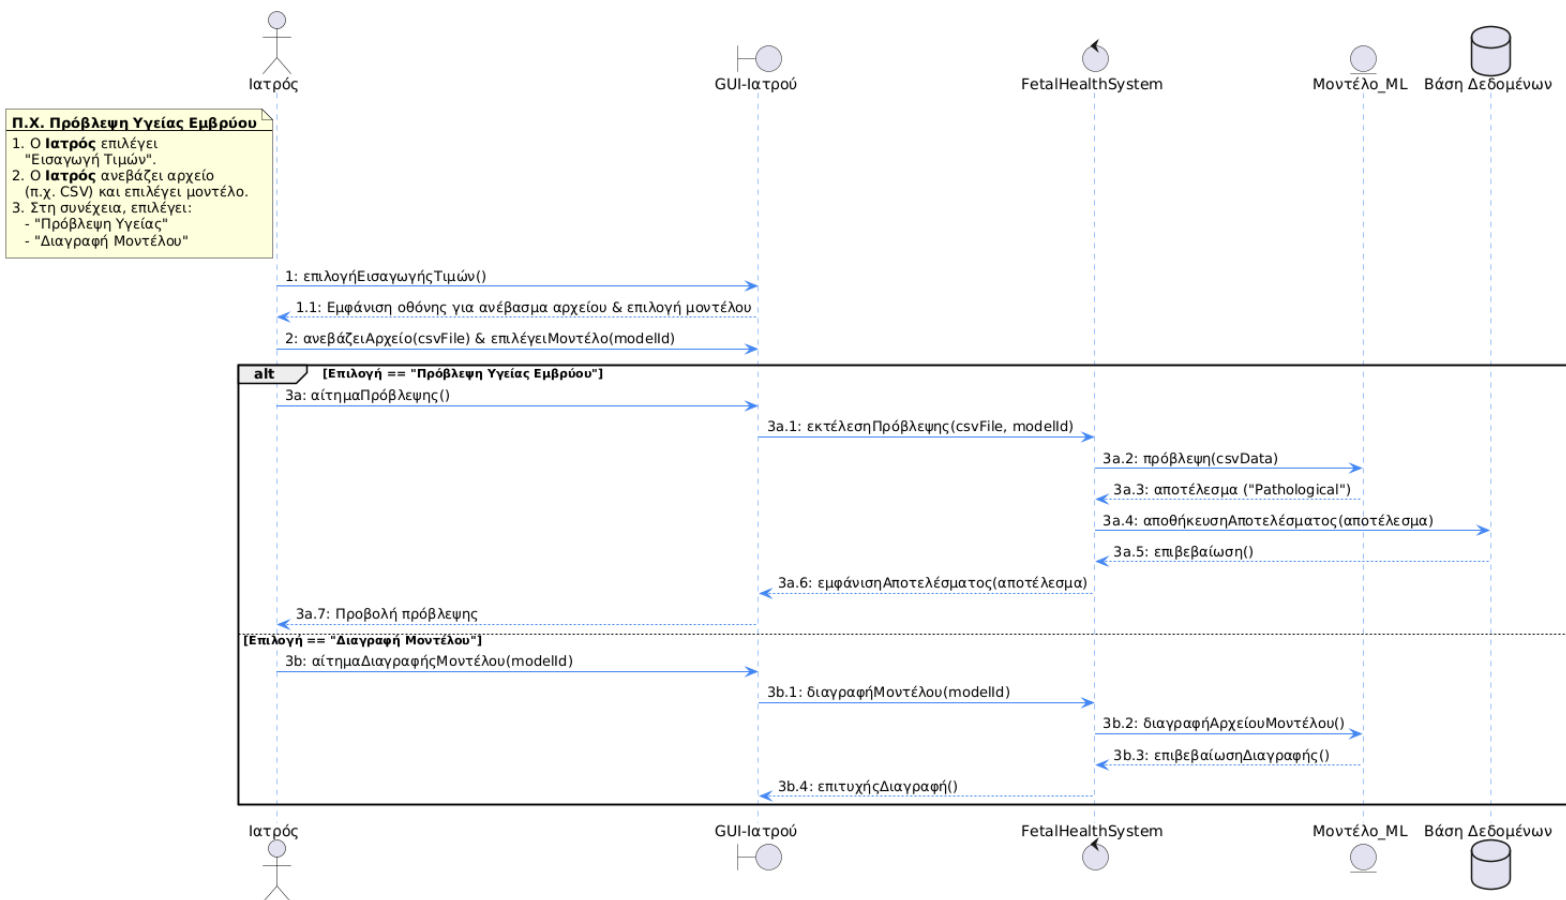 Ιατρός
GUI-Ιατρού
FetalHealthSystem
Μοντέλο_ML
Βάση Δεδομένων
Π.Χ. Πρόβλεψη Υγείας Εμβρύου
1. Ο Ιατρός επιλέγει
"Εισαγωγή Τιμών".
2. Ο Ιατρός ανεβάζει αρχείο
(π.χ. CSV) και επιλέγει μοντέλο.
3. Στη συνέχεια, επιλέγει:
- "Πρόβλεψη Υγείας"
- "Διαγραφή Μοντέλου"
1: επιλογήΕισαγωγήςΤιμών()
1.1: Εμφάνιση οθόνης για ανέβασμα αρχείου & επιλογή μοντέλου
2: ανεβάζειΑρχείο(csvFile) & επιλέγειΜοντέλο(modelId)
alt [Επιλογή == "Πρόβλεψη Υγείας Εμβρύου"]
3a: αίτημαΠρόβλεψης()
3a.1: εκτέλεσηΠρόβλεψης(csvFile, modelId)
3a.2: πρόβλεψη(csvData)
3a.3: αποτέλεσμα ("Pathological")
3a.4: αποθήκευσηΑποτελέσματος(αποτέλεσμα)
3a.5: επιβεβαίωση()
3a.6: εμφάνισηΑποτελέσματος(αποτέλεσμα)
3a.7: Προβολή πρόβλεψης
[Επιλογή == "Διαγραφή Μοντέλου"]
3b: αίτημαΔιαγραφήςΜοντέλου(modelId)
3b.1: διαγραφήΜοντέλου(modelId)
3b.2: διαγραφήΑρχείουΜοντέλου()
3b.3: επιβεβαίωσηΔιαγραφής()
3b.4: επιτυχήςΔιαγραφή()
Ιατρός
GUI-Ιατρού
FetalHealthSystem
Μοντέλο_ML
Βάση Δεδομένων